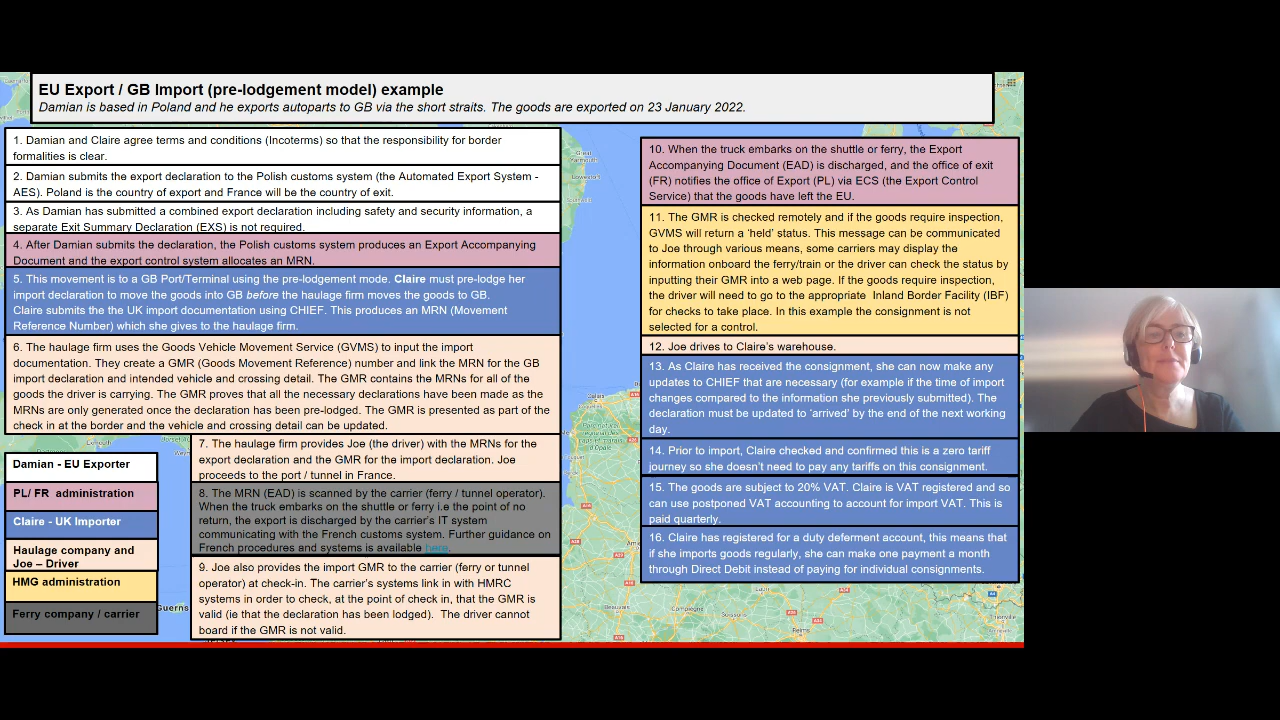 EU Export / GB Import (pre-lodgement model) example
Damian is based in Poland and he exports autoparts to GB via the short straits. The goods are exported on 23 January 2022.
1. Damian and Claire agree terms and conditions (Incoterms) so that the responsibility for border
formalities is clear.
2. Damian submits the export declaration to the Polish customs system (the Automated Export System -
AES). Poland is the country of export and France will be the country of exit.
3. As Damian has submitted a combined export declaration including safety and security information, a
separate Exit Summary Declaration (EXS) is not required.
4. After Damian submits the declaration, the Polish customs system produces an Export Accompanying
Document and the export control system allocates an MRN.
5. This movement is to a GB Port/Terminal using the pre-lodgement mode. Claire must pre-lodge her
import declaration to move the goods into GB before the haulage firm moves the goods to GB.
Claire submits the the UK import documentation using CHIEF. This produces an MRN (Movement
Reference Number) which she gives to the haulage firm.
6. The haulage firm uses the Goods Vehicle Movement Service (GVMS) to input the import
documentation. They create a GMR (Goods Movement Reference) number and link the MRN for the GB
import declaration and intended vehicle and crossing detail. The GMR contains the MRNs for all of the
goods the driver is carrying. The GMR proves that all the necessary declarations have been made as the
MRNs are only generated once the declaration has been pre-lodged. The GMR is presented as part of the
check in at the border and the vehicle and crossing detail can be updated.
7. The haulage firm provides Joe (the driver) with the MRNs for the
export declaration and the GMR for the import declaration. Joe
proceeds to the port / tunnel in France.
8. The MRN (EAD) is scanned by the carrier (ferry / tunnel operator).
When the truck embarks on the shuttle or ferry i.e the point of no
return, the export is discharged by the carrier's IT system
communicating with the French customs system. Further guidance on
French procedures and systems is available here.
9. Joe also provides the import GMR to the carrier (ferry or tunnel
operator) at check-in. The carrier's systems link in with HMRC
systems in order to check, at the point of check in, that the GMR is
valid (ie that the declaration has been lodged). The driver cannot
board if the GMR is not valid.
Damian - EU Exporter
PL/ FR administration
Claire - UK Importer
Haulage company and
Joe – Driver
HMG administration
Ferry company / carrier
10. When the truck embarks on the shuttle or ferry, the Export
Accompanying Document (EAD) is discharged, and the office of exit
(FR) notifies the office of Export (PL) via ECS (the Export Control
Service) that the goods have left the EU.
11. The GMR is checked remotely and if the goods require inspection,
GVMS will return a 'held' status. This message can be communicated
to Joe through various means, some carriers may display the
information onboard the ferry/train or the driver can check the status by
inputting their GMR into a web page. If the goods require inspection,
the driver will need to go to the appropriate Inland Border Facility (IBF)
for checks to take place. In this example the consignment is not
selected for a control.
12. Joe drives to Claire's warehouse.
13. As Claire has received the consignment, she can now make any
updates to CHIEF that are necessary (for example if the time of import
changes compared to the information she previously submitted). The
declaration must be updated to 'arrived' by the end of the next working
day.
14. Prior to import, Claire checked and confirmed this is a zero tariff
journey so she doesn't need to pay any tariffs on this consignment.
15. The goods are subject to 20% VAT. Claire is VAT registered and so
can use postponed VAT accounting to account for import VAT. This is
paid quarterly.
16. Claire has registered for a duty deferment account, this means that
if she imports goods regularly, she can make one payment a month
through Direct Debit instead of paying for individual consignments.
Guerns
Calais
Beauvais
Compiègne
Soissons
Reims